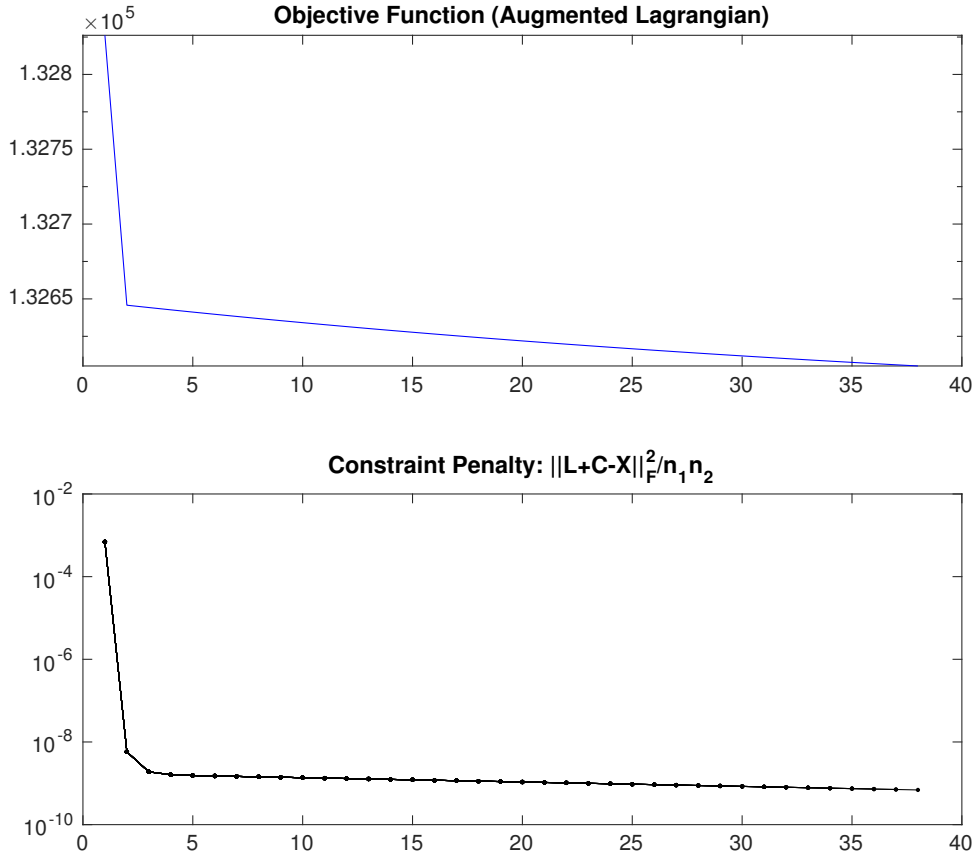 Objective Function (Augmented Lagrangian)
×10^5
1.328
1.3275
1.327
1.3265
0 5 10 15 20 25 30 35 40
Constraint Penalty: ||L+C-X||_F^2/n_1n_2
10^-2
10^-4
10^-6
10^-8
10^-10
0 5 10 15 20 25 30 35 40